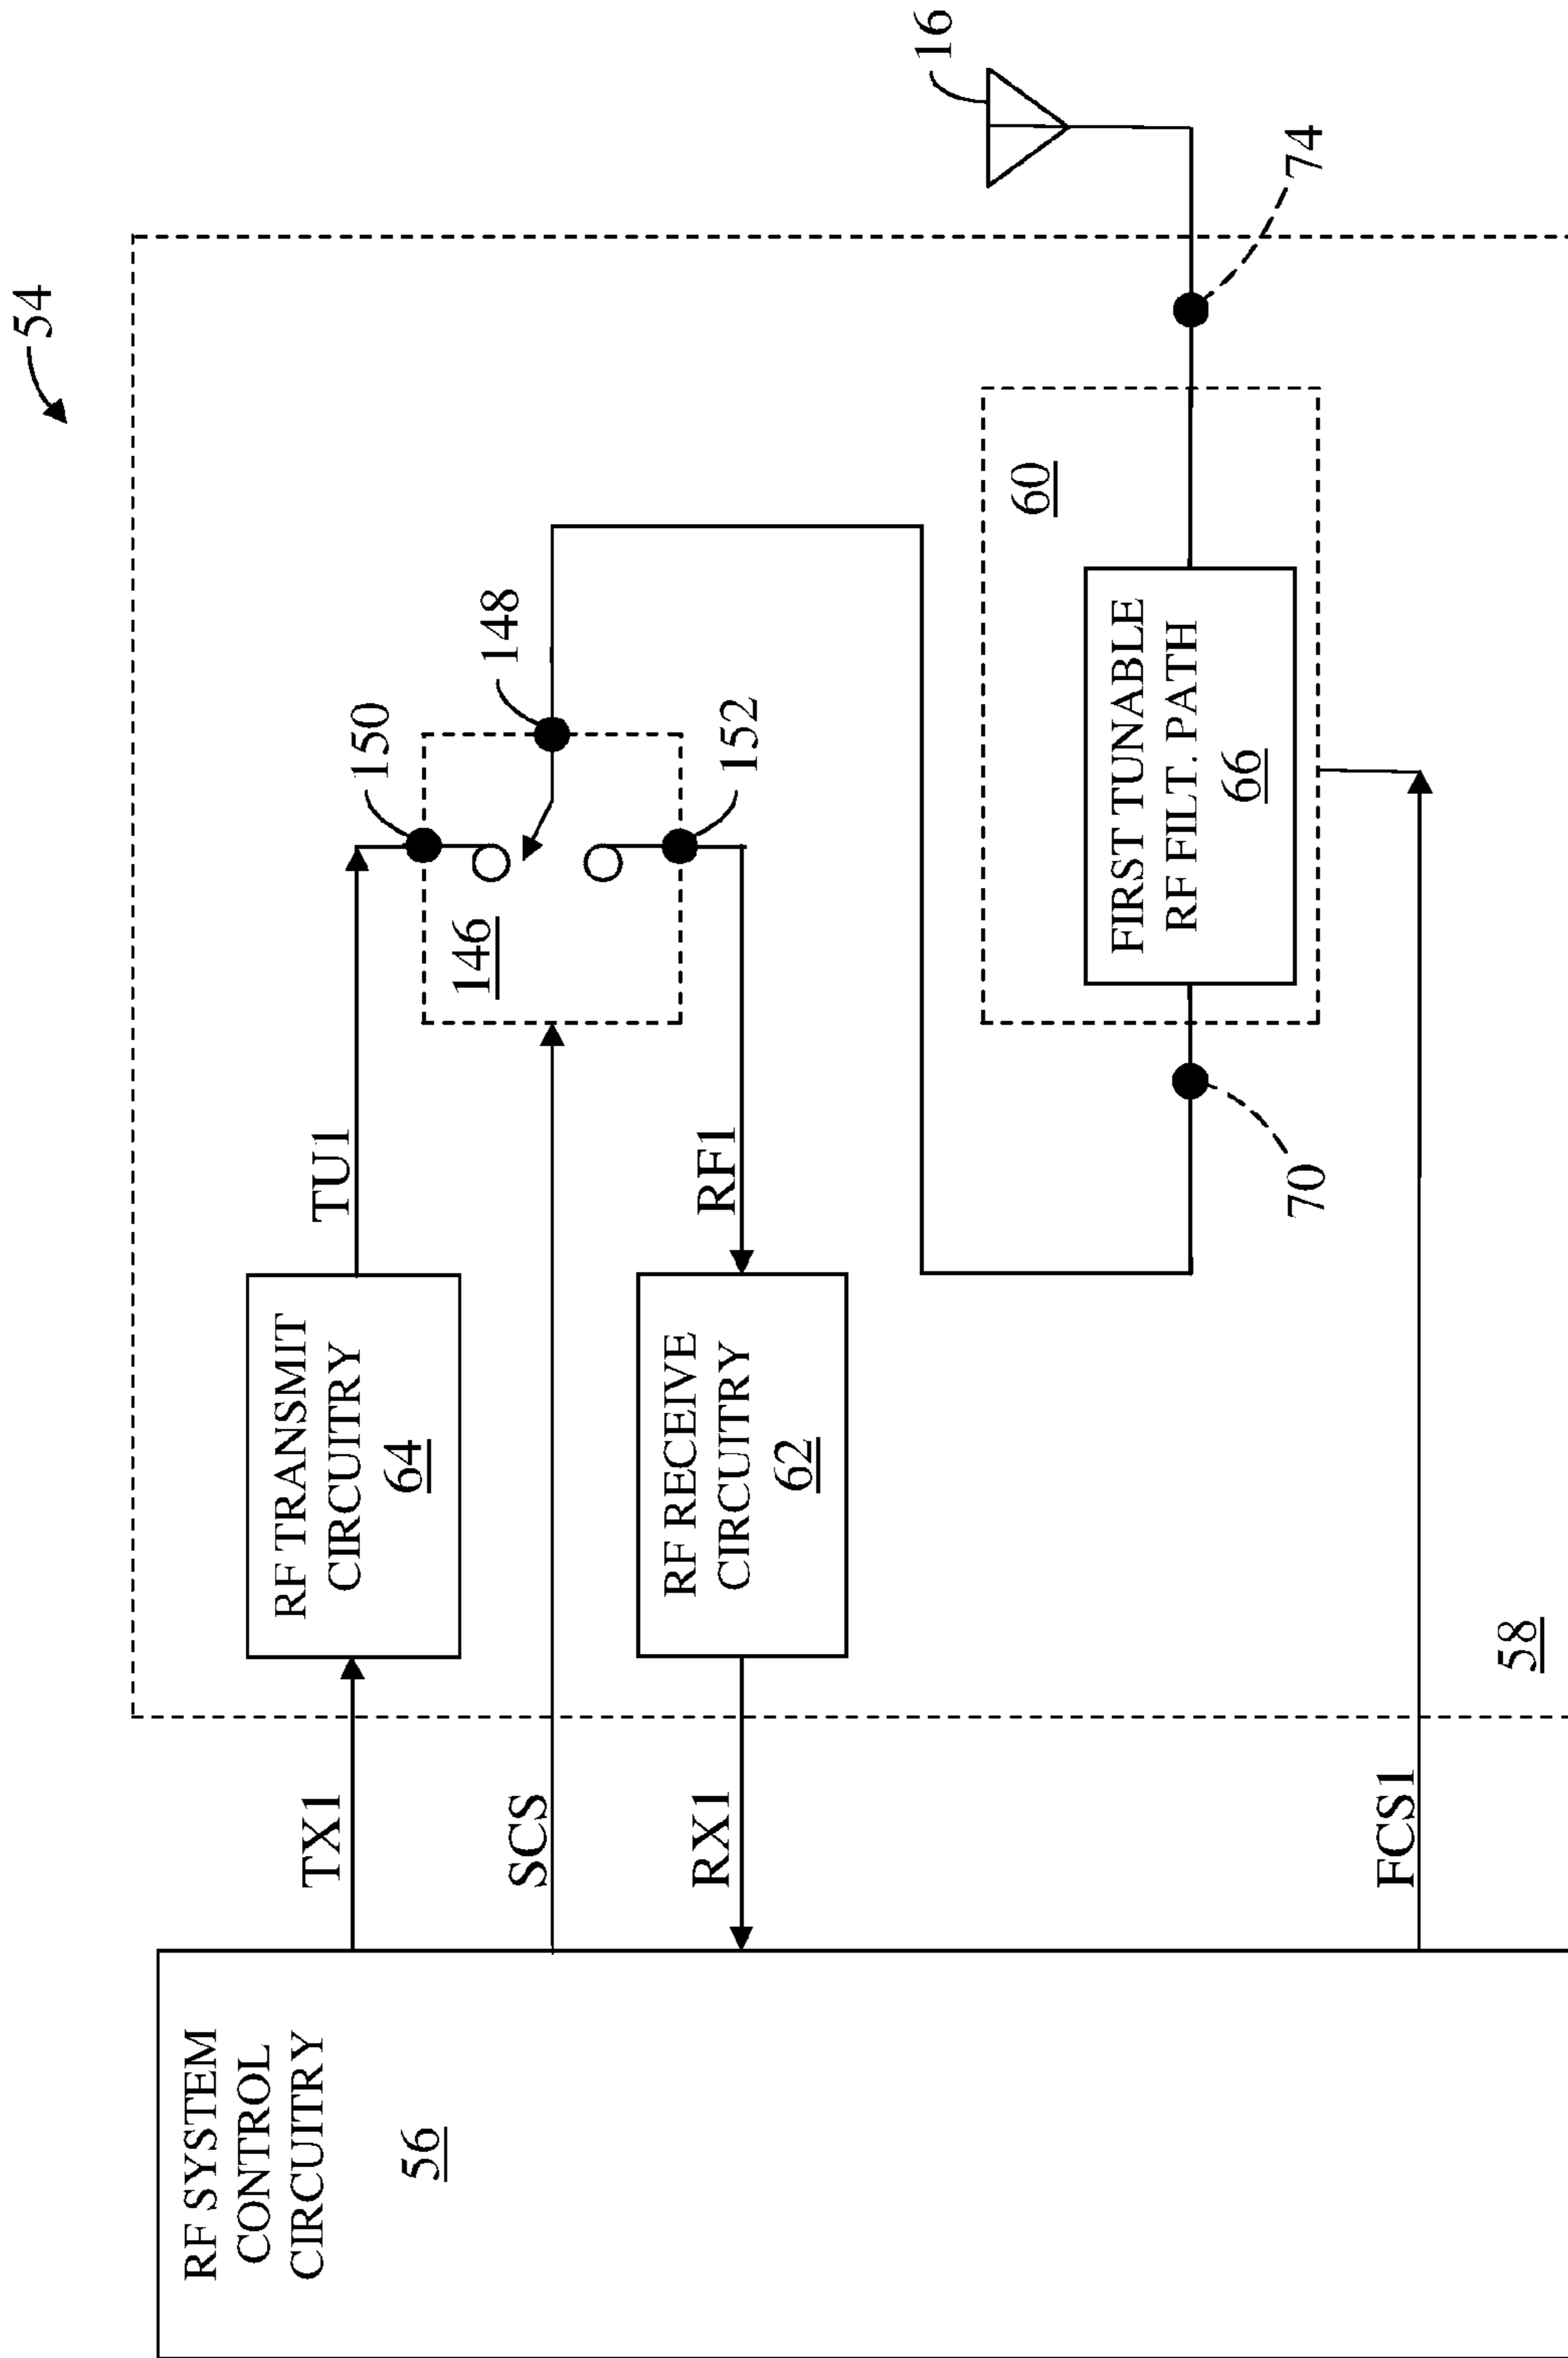 54
RF SYSTEM
CONTROL
CIRCUITRY
56
TX1
RF TRANSMIT
CIRCUITRY
64
TU1
150
SCS
146
148
152
RX1
RF RECEIVE
CIRCUITRY
62
RF1
16
60
FIRST TUNABLE
RF FILT. PATH
66
70
74
FCS1
58